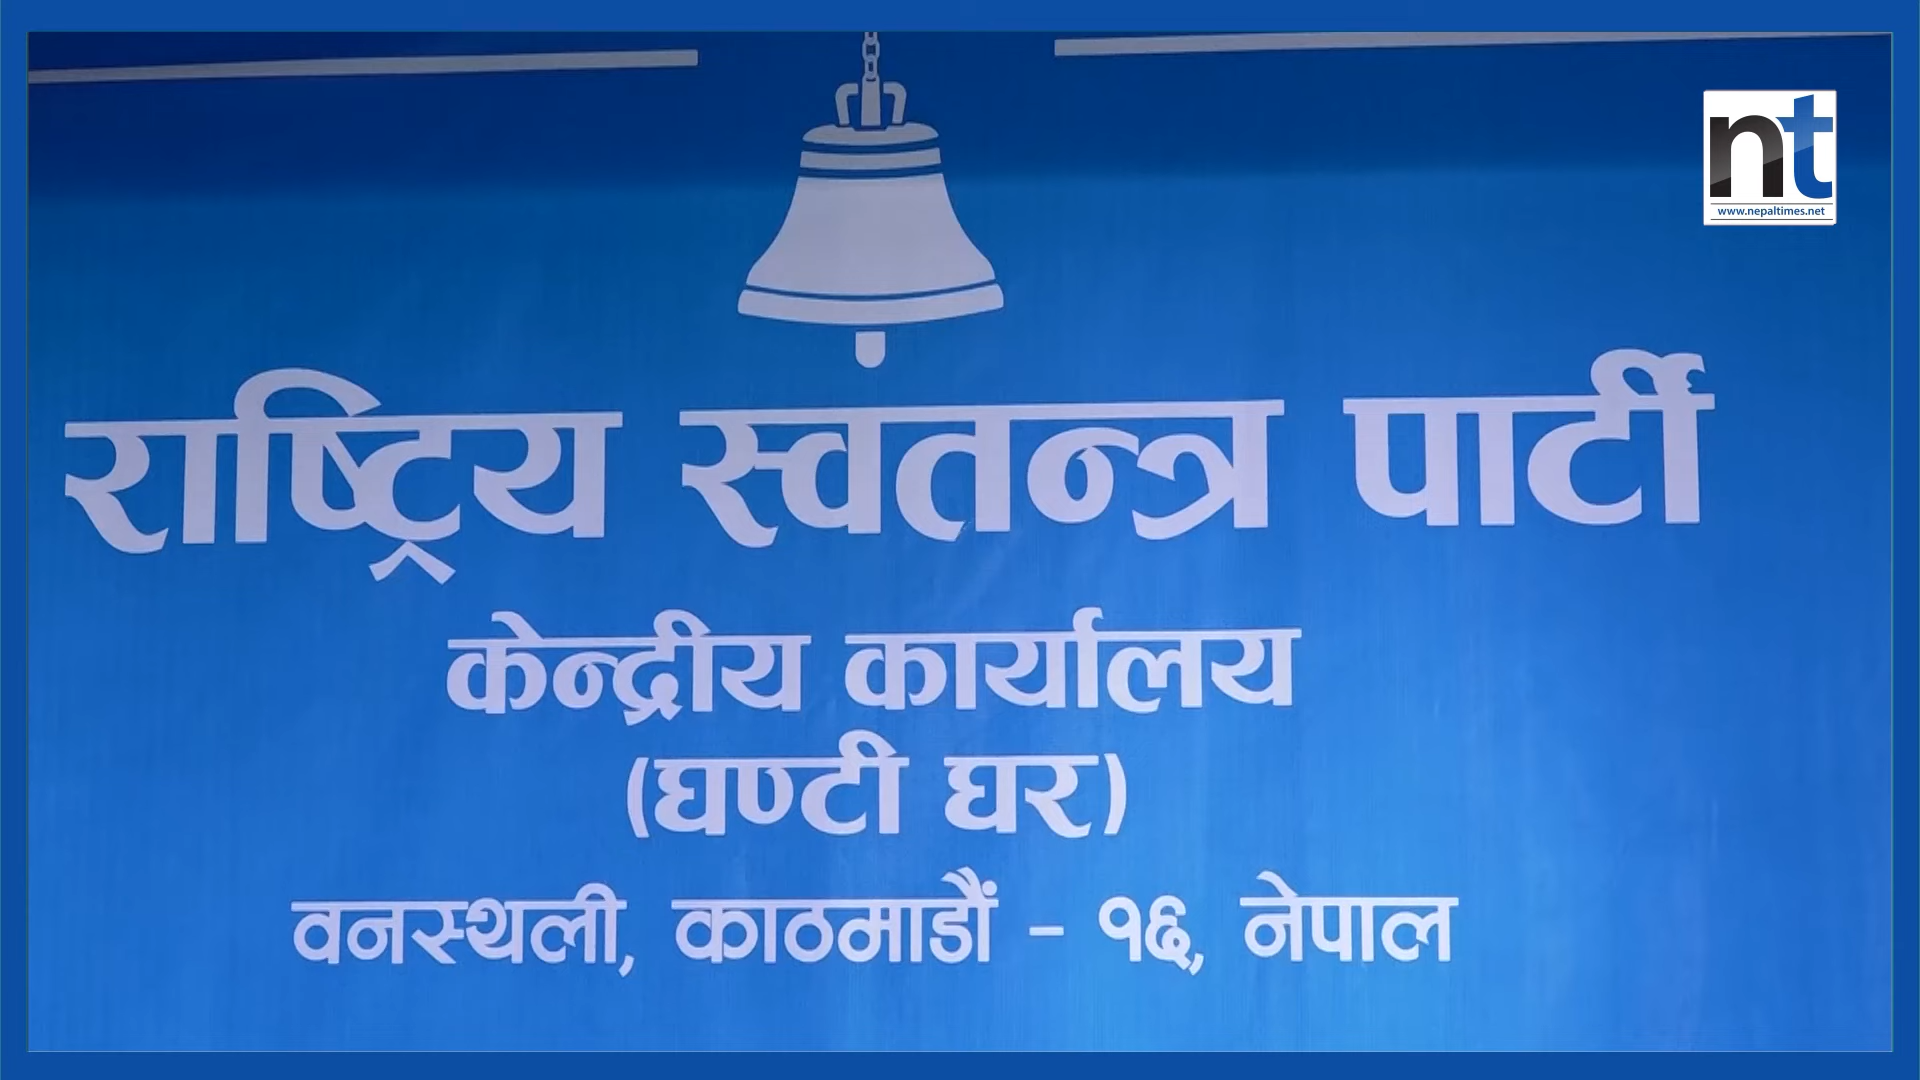 nt
www.nepaltimes.net
राष्ट्रिय स्वतन्त्र पार्टी
केन्द्रीय कार्यालय
(घण्टी घर)
वनस्थली, काठमाडौं - १६, नेपाल